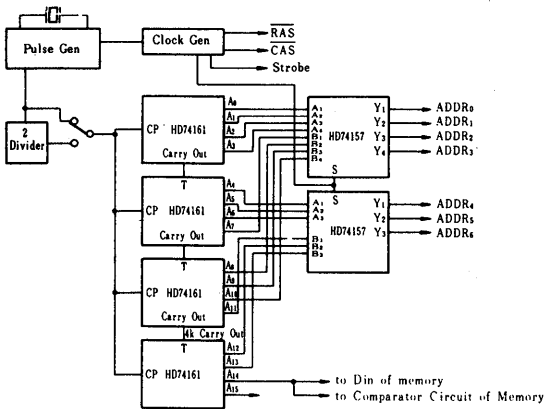 Pulse Gen
Clock Gen
RAS
CAS
Strobe
2
Divider
CP HD74161
Carry Out
A0
A1
A2
A3
A1
A2
A3
A4
B1
B2
B3
B4
HD74157
S
Y1
Y2
Y3
Y4
ADDR0
ADDR1
ADDR2
ADDR3
T
CP HD74161
Carry Out
A4
A5
A6
A7
S
A1
A2
A3
B1
B2
B3
HD74157
Y1
Y2
Y3
ADDR4
ADDR5
ADDR6
T
CP HD74161
Carry Out
A8
A9
A10
A11
4k Carry Out
T
CP HD74161
A12
A13
A14
A15
to Din of memory
to Comparator Circuit of Memory